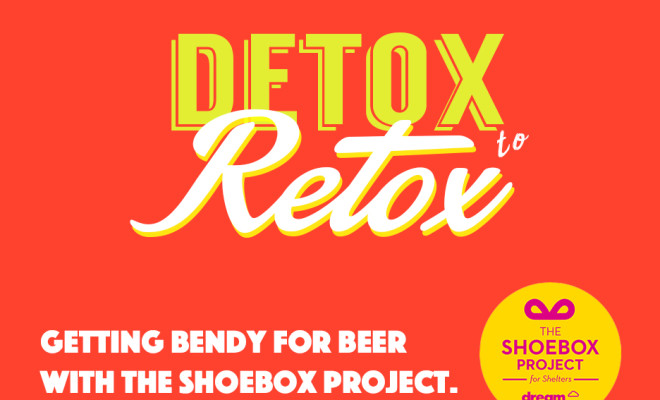 DETOX
to
Retox
GETTING BENDY FOR BEER
WITH THE SHOEBOX PROJECT.
THE
SHOEBOX
PROJECT
for Shelters
dream